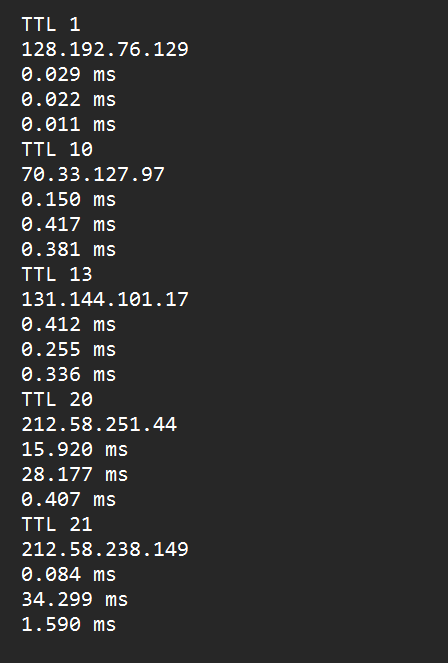 TTL 1
128.192.76.129
0.029 ms
0.022 ms
0.011 ms
TTL 10
70.33.127.97
0.150 ms
0.417 ms
0.381 ms
TTL 13
131.144.101.17
0.412 ms
0.255 ms
0.336 ms
TTL 20
212.58.251.44
15.920 ms
28.177 ms
0.407 ms
TTL 21
212.58.238.149
0.084 ms
34.299 ms
1.590 ms